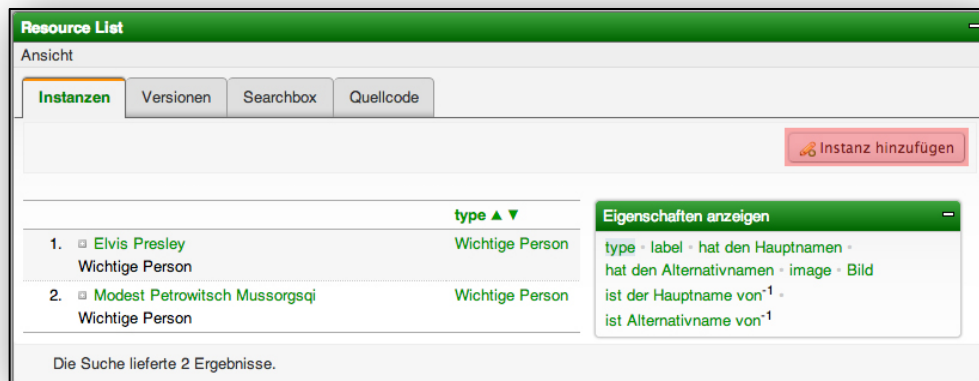 Resource List
Ansicht
Instanzen Versionen Searchbox Quellcode
Instanz hinzufügen
type ▲ ▼
1. Elvis Presley Wichtige Person
Wichtige Person
2. Modest Petrowitsch Mussorgsqi Wichtige Person
Wichtige Person
Eigenschaften anzeigen
type • label • hat den Hauptnamen •
hat den Alternativnamen • image • Bild
ist der Hauptname von-1 •
ist Alternativname von-1
Die Suche lieferte 2 Ergebnisse.